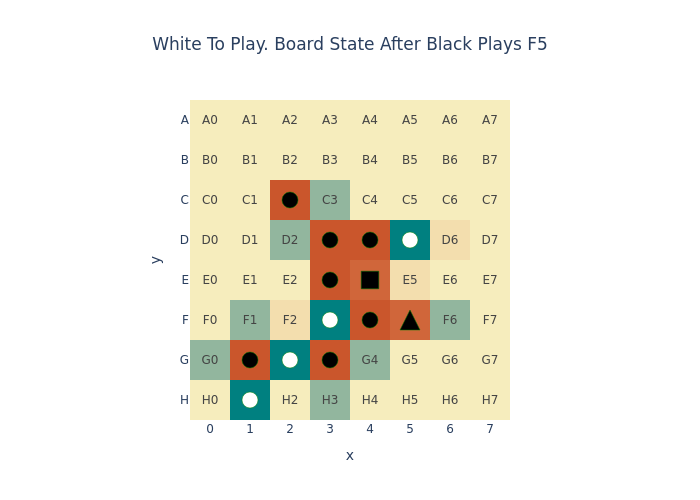 White To Play. Board State After Black Plays F5
A A0 A1 A2 A3 A4 A5 A6 A7
B B0 B1 B2 B3 B4 B5 B6 B7
C C0 C1 C3 C4 C5 C6 C7
D D0 D1 D2 D6 D7
E E0 E1 E2 E5 E6 E7
F F0 F1 F2 F6 F7
G G0 G4 G5 G6 G7
H H0 H2 H3 H4 H5 H6 H7
0 1 2 3 4 5 6 7
x
y